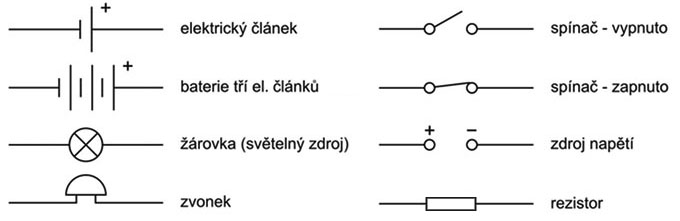 +
elektrický článek
spínač - vypnuto
+
baterie tří el. článků
spínač - zapnuto
žárovka (světelný zdroj)
+ −
zdroj napětí
zvonek
rezistor